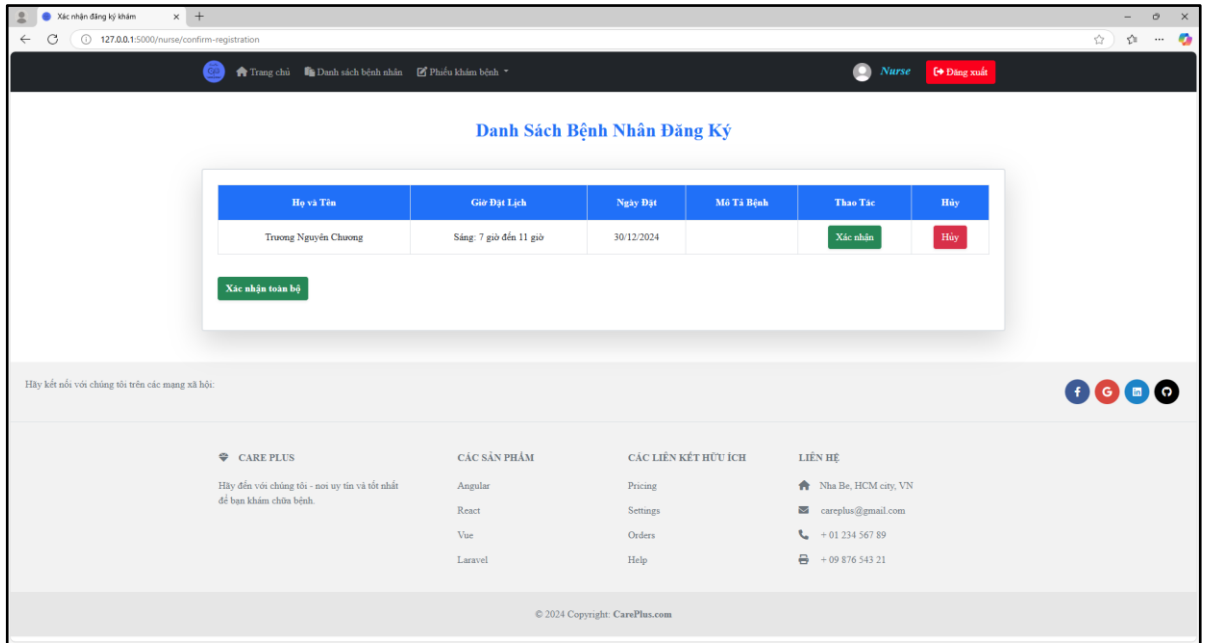 Xác nhận đăng ký khám
127.0.0.1:5000/nurse/confirm-registration
Trang chủ Danh sách bệnh nhân Phiếu khám bệnh Nurse Đăng xuất
Danh Sách Bệnh Nhân Đăng Ký
Họ và Tên Giờ Đặt Lịch Ngày Đặt Mô Tả Bệnh Thao Tác Hủy
Trương Nguyên Chương Sáng: 7 giờ đến 11 giờ 30/12/2024 Xác nhận Hủy
Xác nhận toàn bộ
Hãy kết nối với chúng tôi trên các mạng xã hội:
CARE PLUS CÁC SẢN PHẨM CÁC LIÊN KẾT HỮU ÍCH LIÊN HỆ
Hãy đến với chúng tôi - nơi uy tín và tốt nhất Angular Pricing Nha Be, HCM city, VN
để bạn khám chữa bệnh.
React Settings careplus@gmail.com
Vue Orders + 01 234 567 89
Laravel Help + 09 876 543 21
© 2024 Copyright: CarePlus.com